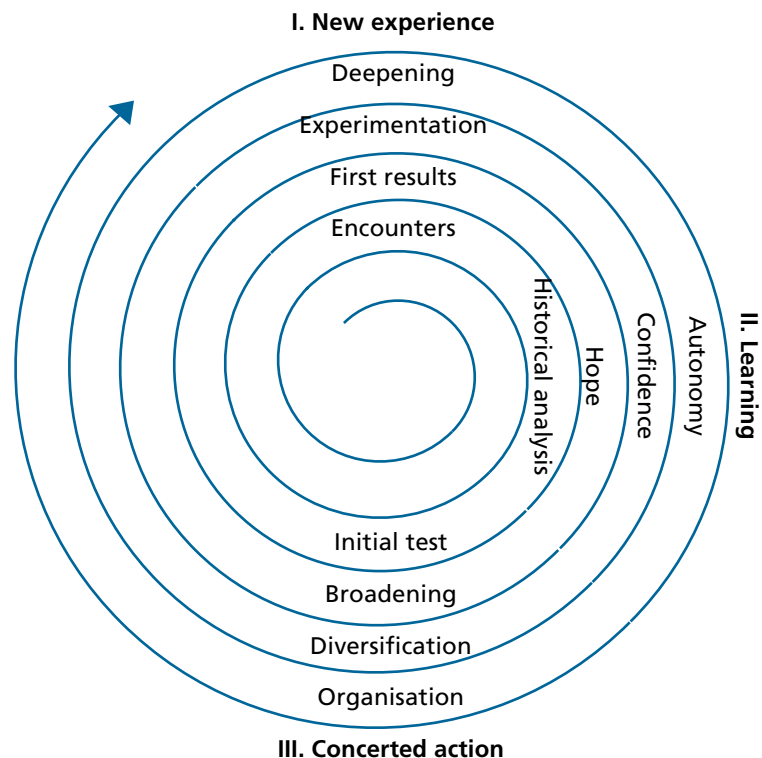 I. New experience
Deepening
Experimentation
First results
Encounters
Historical analysis
Hope
Confidence
Autonomy
II. Learning
Initial test
Broadening
Diversification
Organisation
III. Concerted action